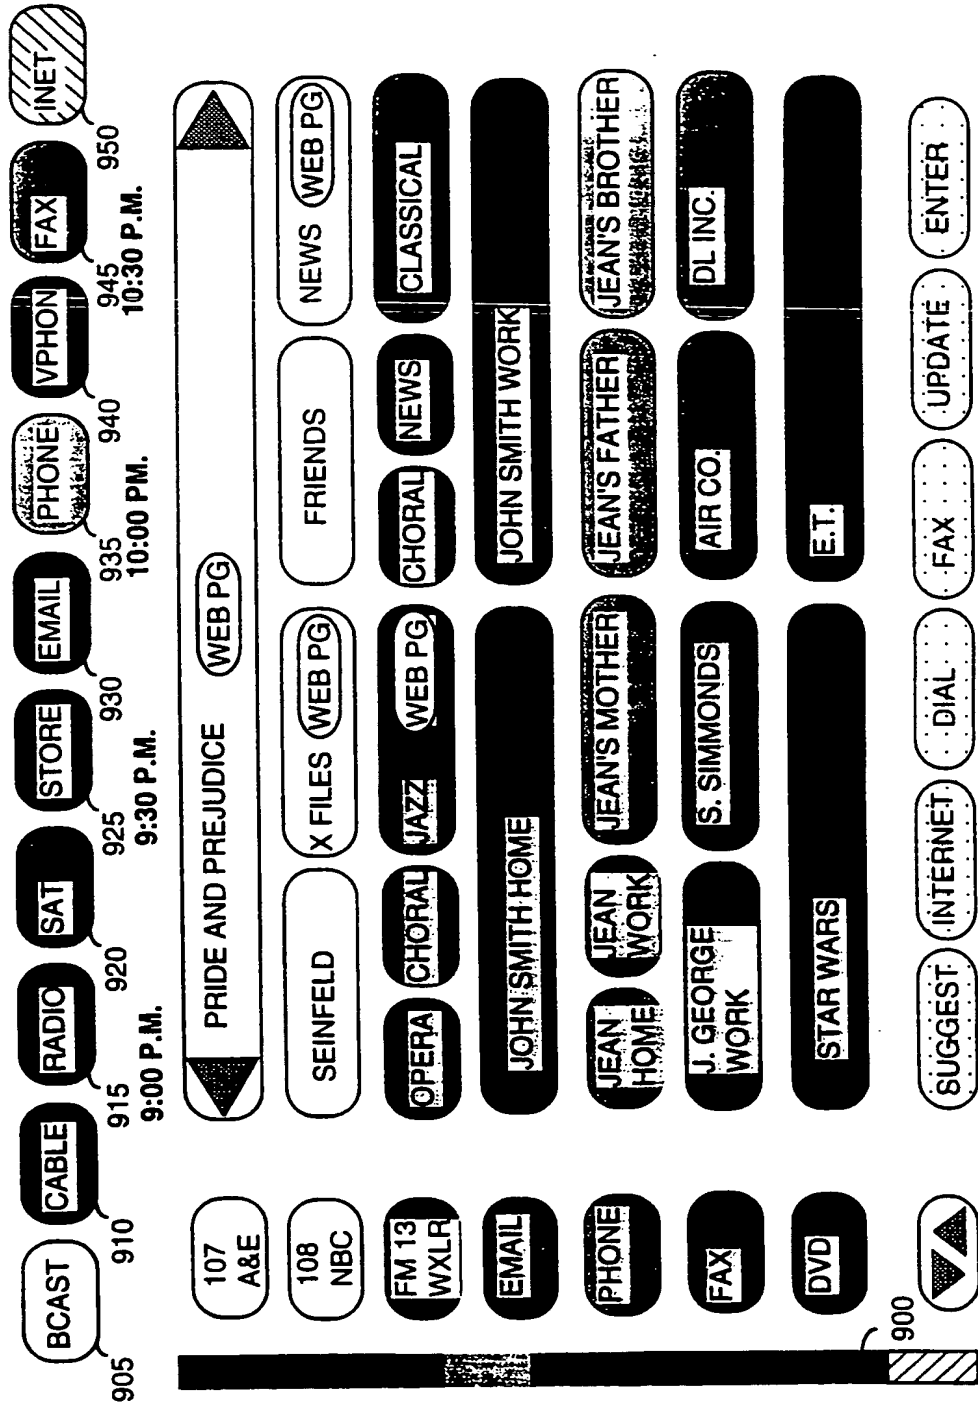 BCAST CABLE RADIO SAT STORE EMAIL PHONE VPHON FAX INET
905 910 915 920 925 930 935 940 945 950
9:00 P.M. 9:30 P.M. 10:00 PM. 10:30 P.M.
107 A&E PRIDE AND PREJUDICE WEB PG
108 NBC SEINFELD X FILES WEB PG FRIENDS NEWS WEB PG
FM 13 WXLR OPERA CHORAL JAZZ WEB PG CHORAL NEWS CLASSICAL
EMAIL JOHN SMITH HOME JOHN SMITH WORK
PHONE JEAN HOME JEAN WORK JEAN'S MOTHER JEAN'S FATHER JEAN'S BROTHER
FAX J. GEORGE WORK S. SIMMONDS AIR CO. DL INC.
DVD STAR WARS E.T.
900
SUGGEST INTERNET DIAL FAX UPDATE ENTER